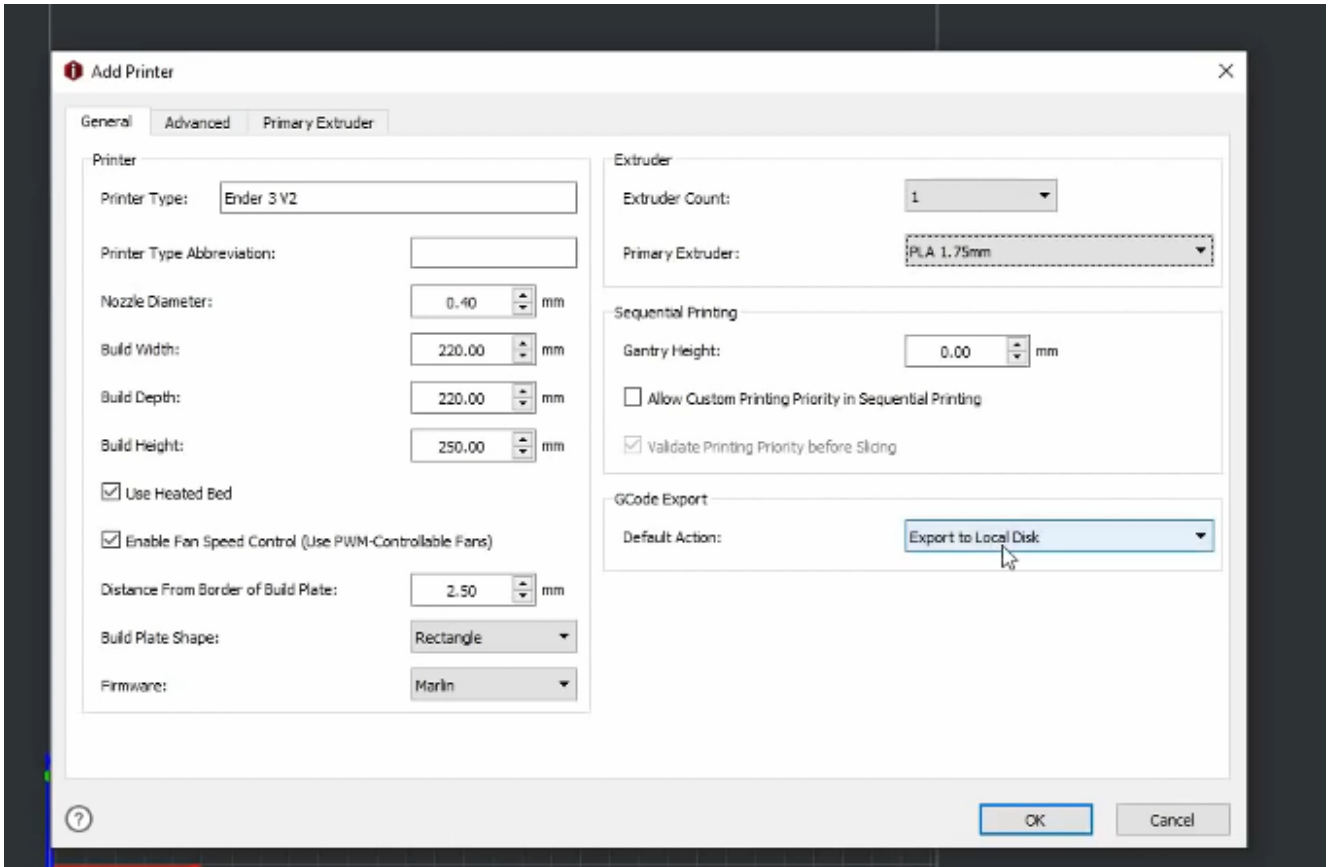 Add Printer
General
Advanced
Primary Extruder
Printer
Printer Type: Ender 3 V2
Printer Type Abbreviation:
Nozzle Diameter: 0.40 mm
Build Width: 220.00 mm
Build Depth: 220.00 mm
Build Height: 250.00 mm
Use Heated Bed
Enable Fan Speed Control (Use PWM-Controllable Fans)
Distance From Border of Build Plate: 2.50 mm
Build Plate Shape: Rectangle
Firmware: Marlin
Extruder
Extruder Count: 1
Primary Extruder: PLA 1.75mm
Sequential Printing
Gantry Height: 0.00 mm
Allow Custom Printing Priority in Sequential Printing
Validate Printing Priority before Slicing
GCode Export
Default Action: Export to Local Disk
?
OK
Cancel